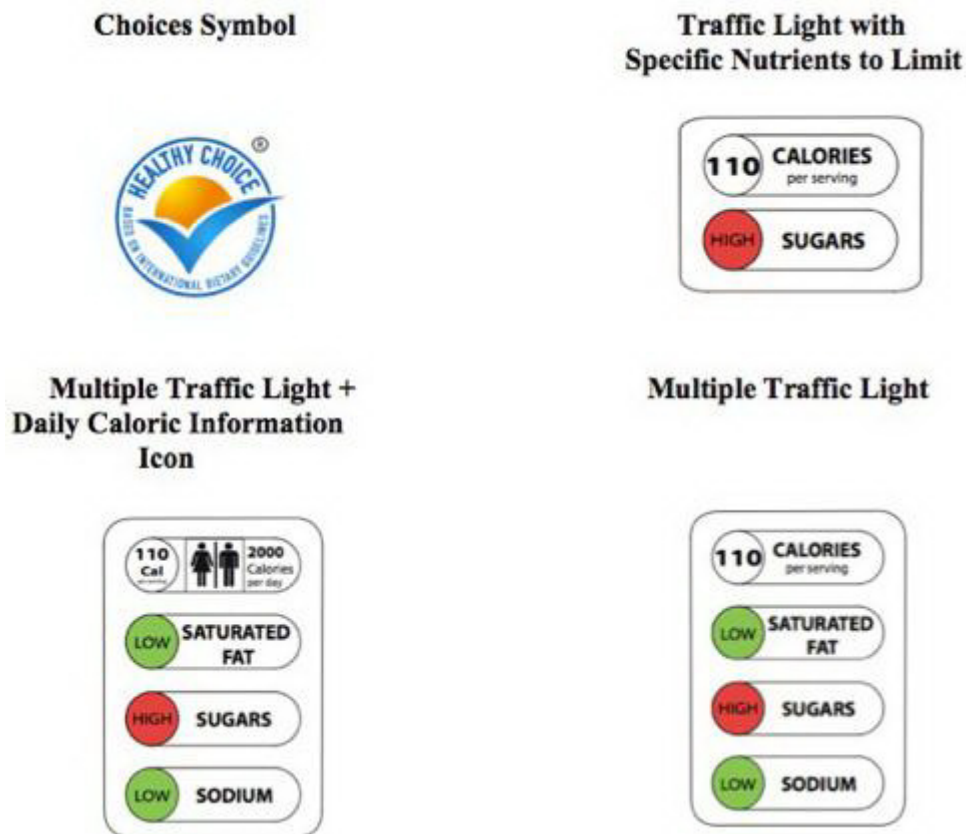 Choices Symbol
HEALTHY CHOICE
®
BASED ON INTERNATIONAL DIETARY GUIDELINES
Traffic Light with
Specific Nutrients to Limit
110 CALORIES
per serving
HIGH SUGARS
Multiple Traffic Light +
Daily Caloric Information
Icon
110
Cal
per serving
2000
Calories
per day
LOW SATURATED
FAT
HIGH SUGARS
LOW SODIUM
Multiple Traffic Light
110 CALORIES
per serving
LOW SATURATED
FAT
HIGH SUGARS
LOW SODIUM